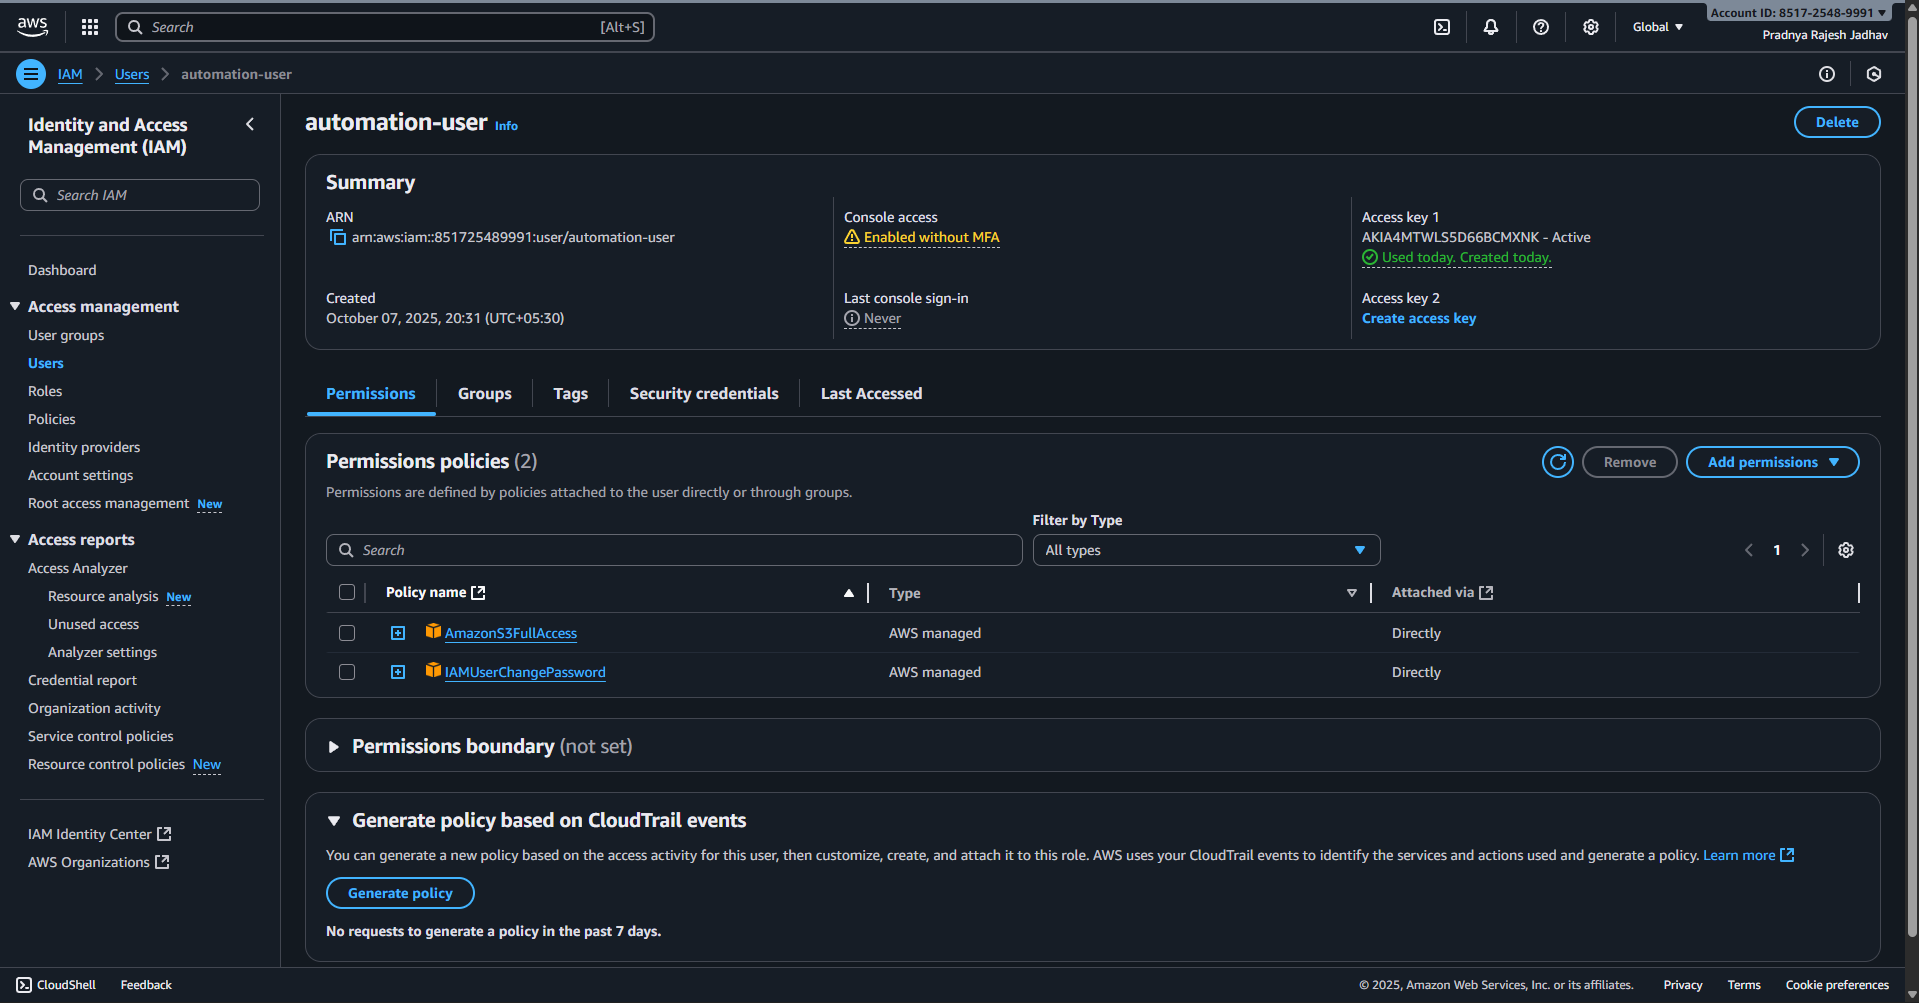 aws
Search [Alt+S]
Global
Account ID: 8517-2548-9991
Pradnya Rajesh Jadhav
IAM
Users
automation-user
Identity and Access
Management (IAM)
Search IAM
Dashboard
Access management
User groups
Users
Roles
Policies
Identity providers
Account settings
Root access management New
Access reports
Access Analyzer
Resource analysis New
Unused access
Analyzer settings
Credential report
Organization activity
Service control policies
Resource control policies New
IAM Identity Center
AWS Organizations
automation-user Info
Delete
Summary
ARN
arn:aws:iam::851725489991:user/automation-user
Created
October 07, 2025, 20:31 (UTC+05:30)
Console access
Enabled without MFA
Last console sign-in
Never
Access key 1
AKIA4MTWLS5D66BCMXNK - Active
Used today. Created today.
Access key 2
Create access key
Permissions
Groups
Tags
Security credentials
Last Accessed
Permissions policies (2)
Permissions are defined by policies attached to the user directly or through groups.
Remove
Add permissions
Filter by Type
Search
All types
1
Policy name
Type
Attached via
AmazonS3FullAccess AWS managed Directly
IAMUserChangePassword AWS managed Directly
Permissions boundary (not set)
Generate policy based on CloudTrail events
You can generate a new policy based on the access activity for this user, then customize, create, and attach it to this role. AWS uses your CloudTrail events to identify the services and actions used and generate a policy. Learn more
Generate policy
No requests to generate a policy in the past 7 days.
CloudShell
Feedback
© 2025, Amazon Web Services, Inc. or its affiliates.
Privacy
Terms
Cookie preferences